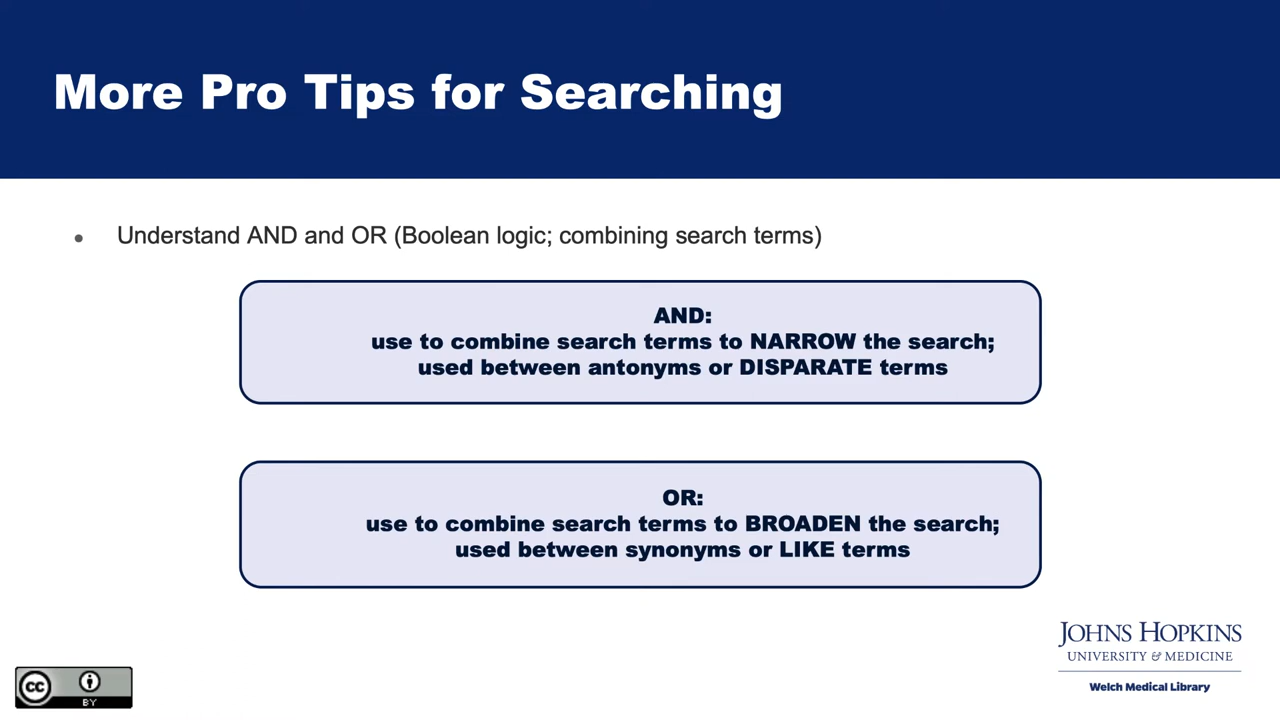 More Pro Tips for Searching
• Understand AND and OR (Boolean logic; combining search terms)
AND:
use to combine search terms to NARROW the search;
used between antonyms or DISPARATE terms
OR:
use to combine search terms to BROADEN the search;
used between synonyms or LIKE terms
JOHNS HOPKINS
UNIVERSITY & MEDICINE
Welch Medical Library
cc
BY